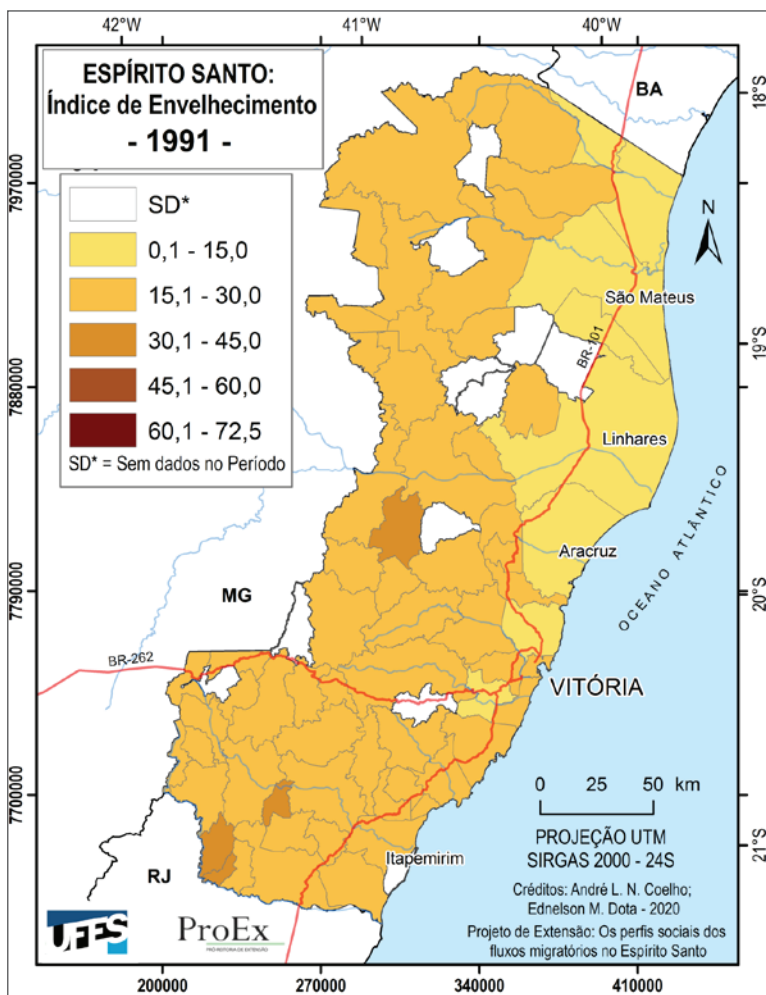 42°W
41°W
40°W
ESPÍRITO SANTO:
Índice de Envelhecimento
- 1991 -
SD*
0,1 - 15,0
15,1 - 30,0
30,1 - 45,0
45,1 - 60,0
60,1 - 72,5
SD* = Sem dados no Período
BA
18°S
N
7970000
São Mateus
BR-101
19°S
7880000
Linhares
Aracruz
OCEANO ATLÂNTICO
7790000
MG
20°S
BR-262
VITÓRIA
0 25 50 km
7700000
PROJEÇÃO UTM
SIRGAS 2000 - 24S
21°S
Itapemirim
RJ
Créditos: André L. N. Coelho;
Ednelson M. Dota - 2020
Projeto de Extensão: Os perfis sociais dos
fluxos migratórios no Espírito Santo
UFES
ProEx
PRÓ-REITORIA DE EXTENSÃO
200000
270000
340000
410000